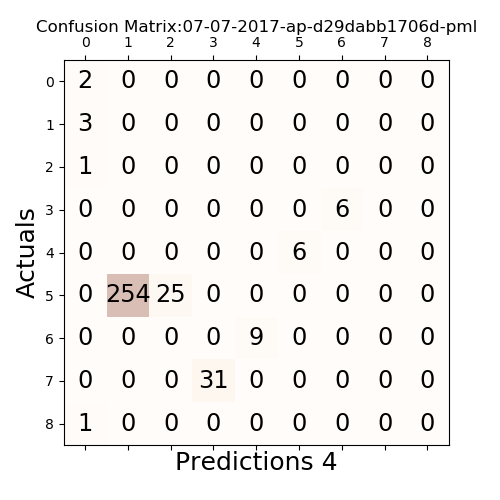 Confusion Matrix:07-07-2017-ap-d29dabb1706d-pml
0 1 2 3 4 5 6 7 8
0 2 0 0 0 0 0 0 0 0
1 3 0 0 0 0 0 0 0 0
2 1 0 0 0 0 0 0 0 0
3 0 0 0 0 0 0 6 0 0
4 0 0 0 0 0 6 0 0 0
5 0 254 25 0 0 0 0 0 0
6 0 0 0 0 9 0 0 0 0
7 0 0 0 31 0 0 0 0 0
8 1 0 0 0 0 0 0 0 0
Actuals
Predictions 4